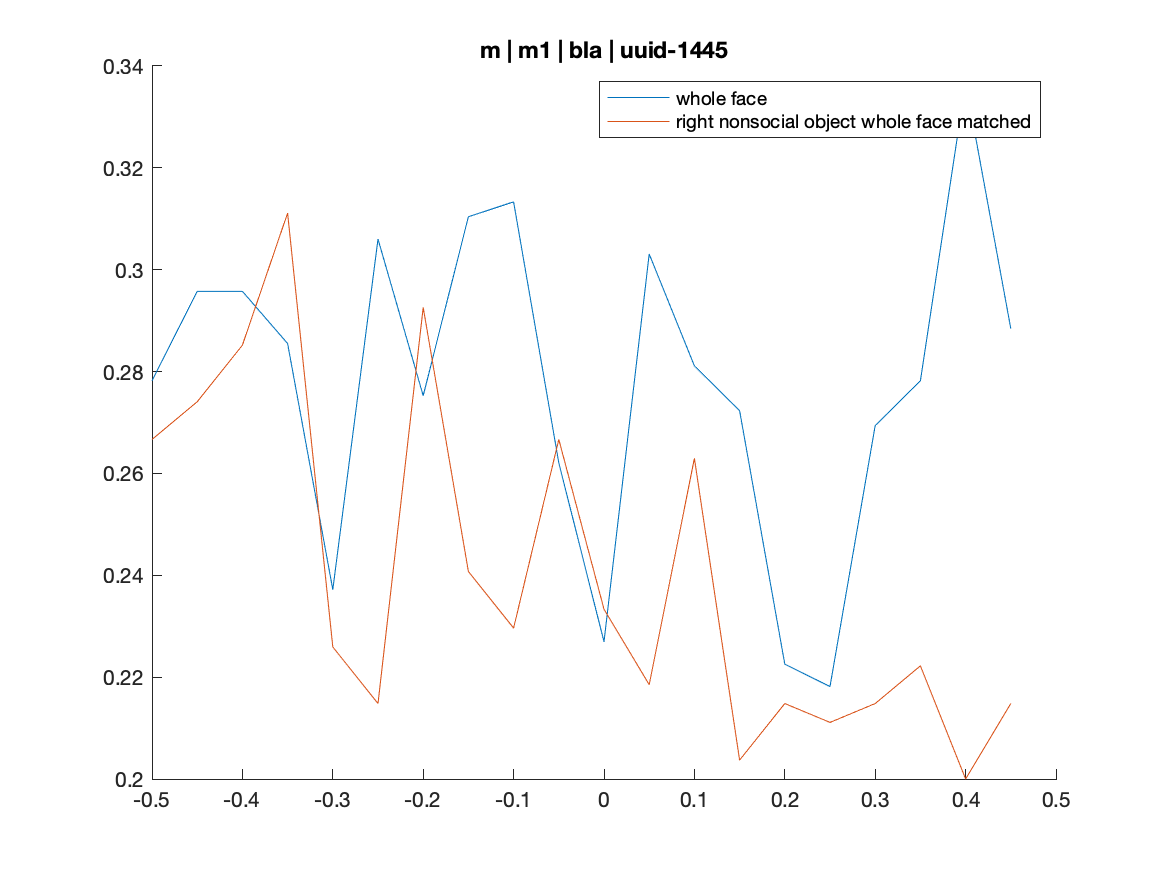 m | m1 | bla | uuid-1445
0.34
whole face
right nonsocial object whole face matched
0.32
0.3
0.28
0.26
0.24
0.22
0.2
-0.5 -0.4 -0.3 -0.2 -0.1 0 0.1 0.2 0.3 0.4 0.5